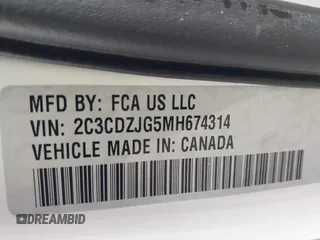 MFD BY: FCA US LLC
VIN: 2C3CDZJG5MH674314
VEHICLE MADE IN: CANADA
DREAMBID